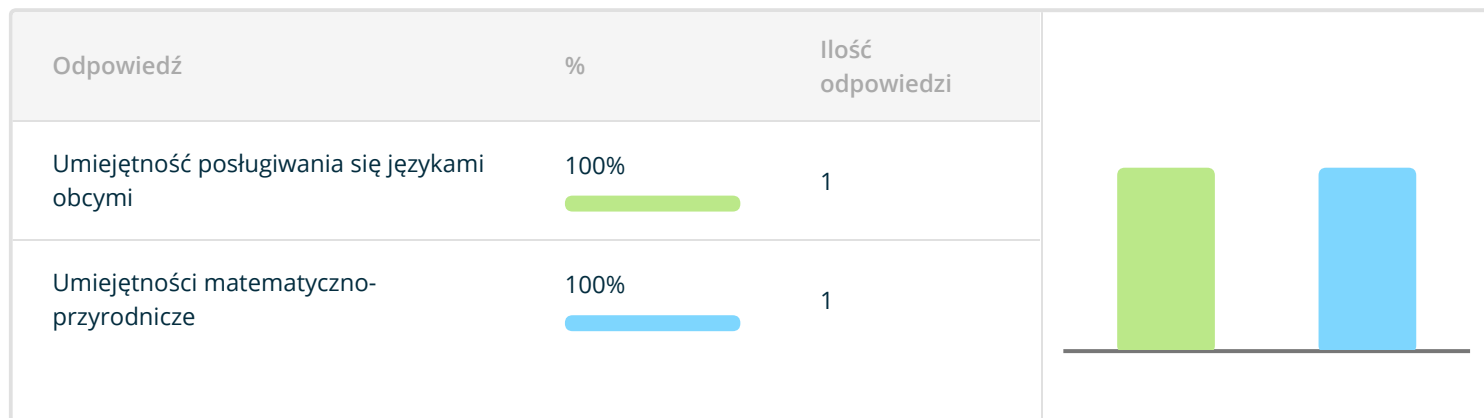 Odpowiedź
%
Ilość
odpowiedzi
Umiejętność posługiwania się językami
obcymi
100%
1
Umiejętności matematyczno-
przyrodnicze
100%
1